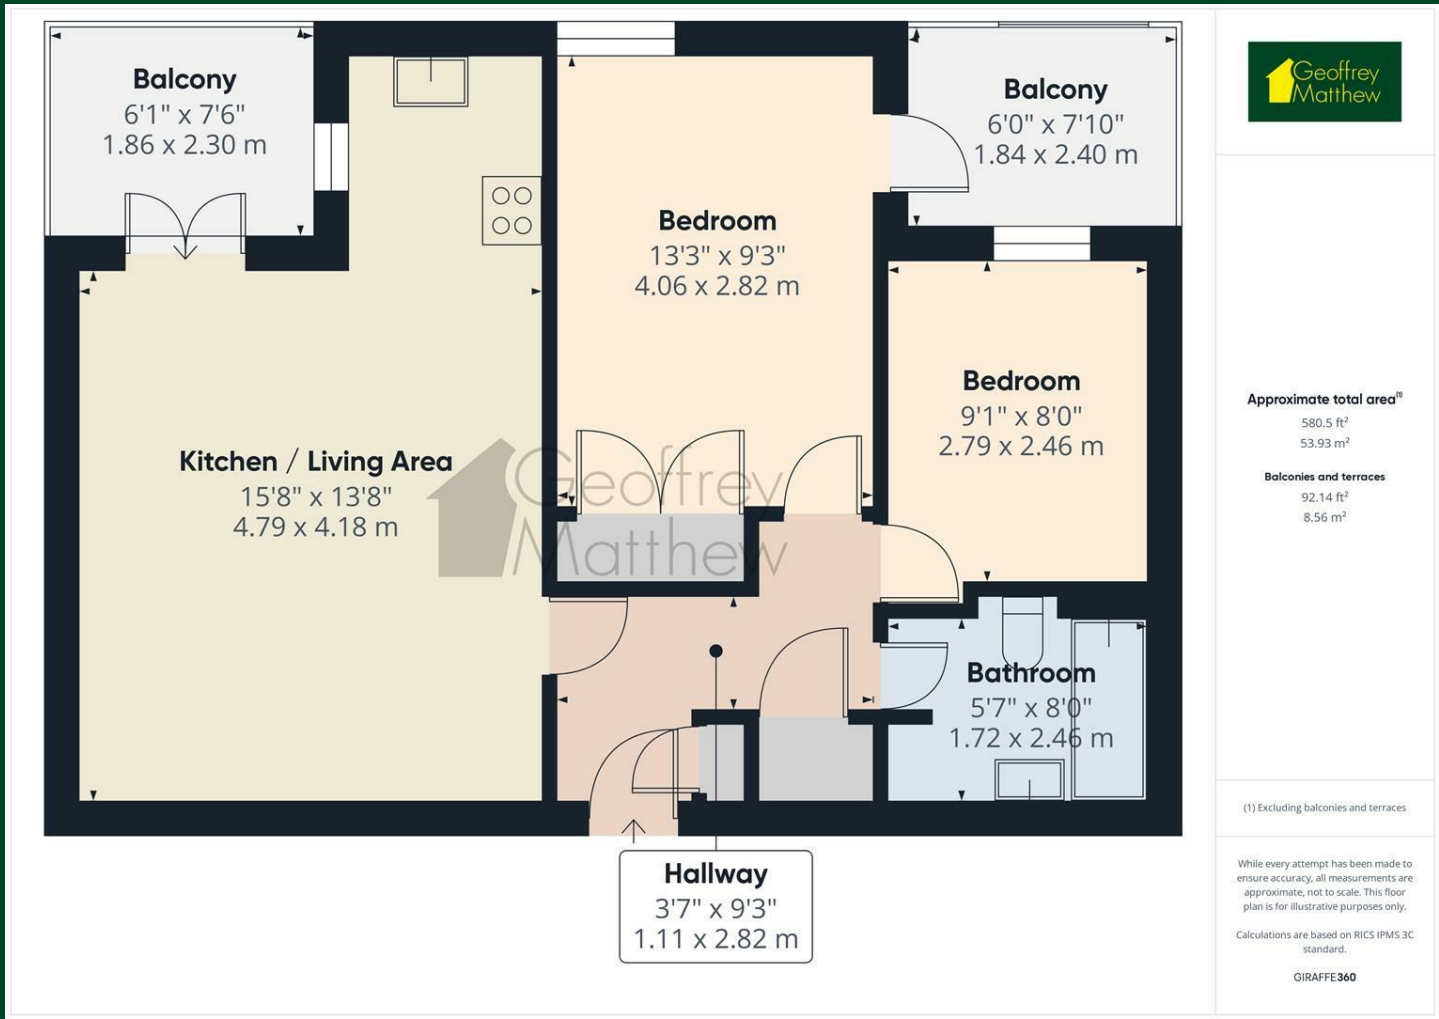 Balcony
6'1" x 7'6"
1.86 x 2.30 m
Balcony
6'0" x 7'10"
1.84 x 2.40 m
Bedroom
13'3" x 9'3"
4.06 x 2.82 m
Bedroom
9'1" x 8'0"
2.79 x 2.46 m
Kitchen / Living Area
15'8" x 13'8"
4.79 x 4.18 m
Geoffrey
Matthew
Bathroom
5'7" x 8'0"
1.72 x 2.46 m
Hallway
3'7" x 9'3"
1.11 x 2.82 m
Geoffrey
Matthew
Approximate total area⁽¹⁾
580.5 ft²
53.93 m²
Balconies and terraces
92.14 ft²
8.56 m²
(1) Excluding balconies and terraces
While every attempt has been made to
ensure accuracy, all measurements are
approximate, not to scale. This floor
plan is for illustrative purposes only.
Calculations are based on RICS IPMS 3C
standard.
GIRAFFE360